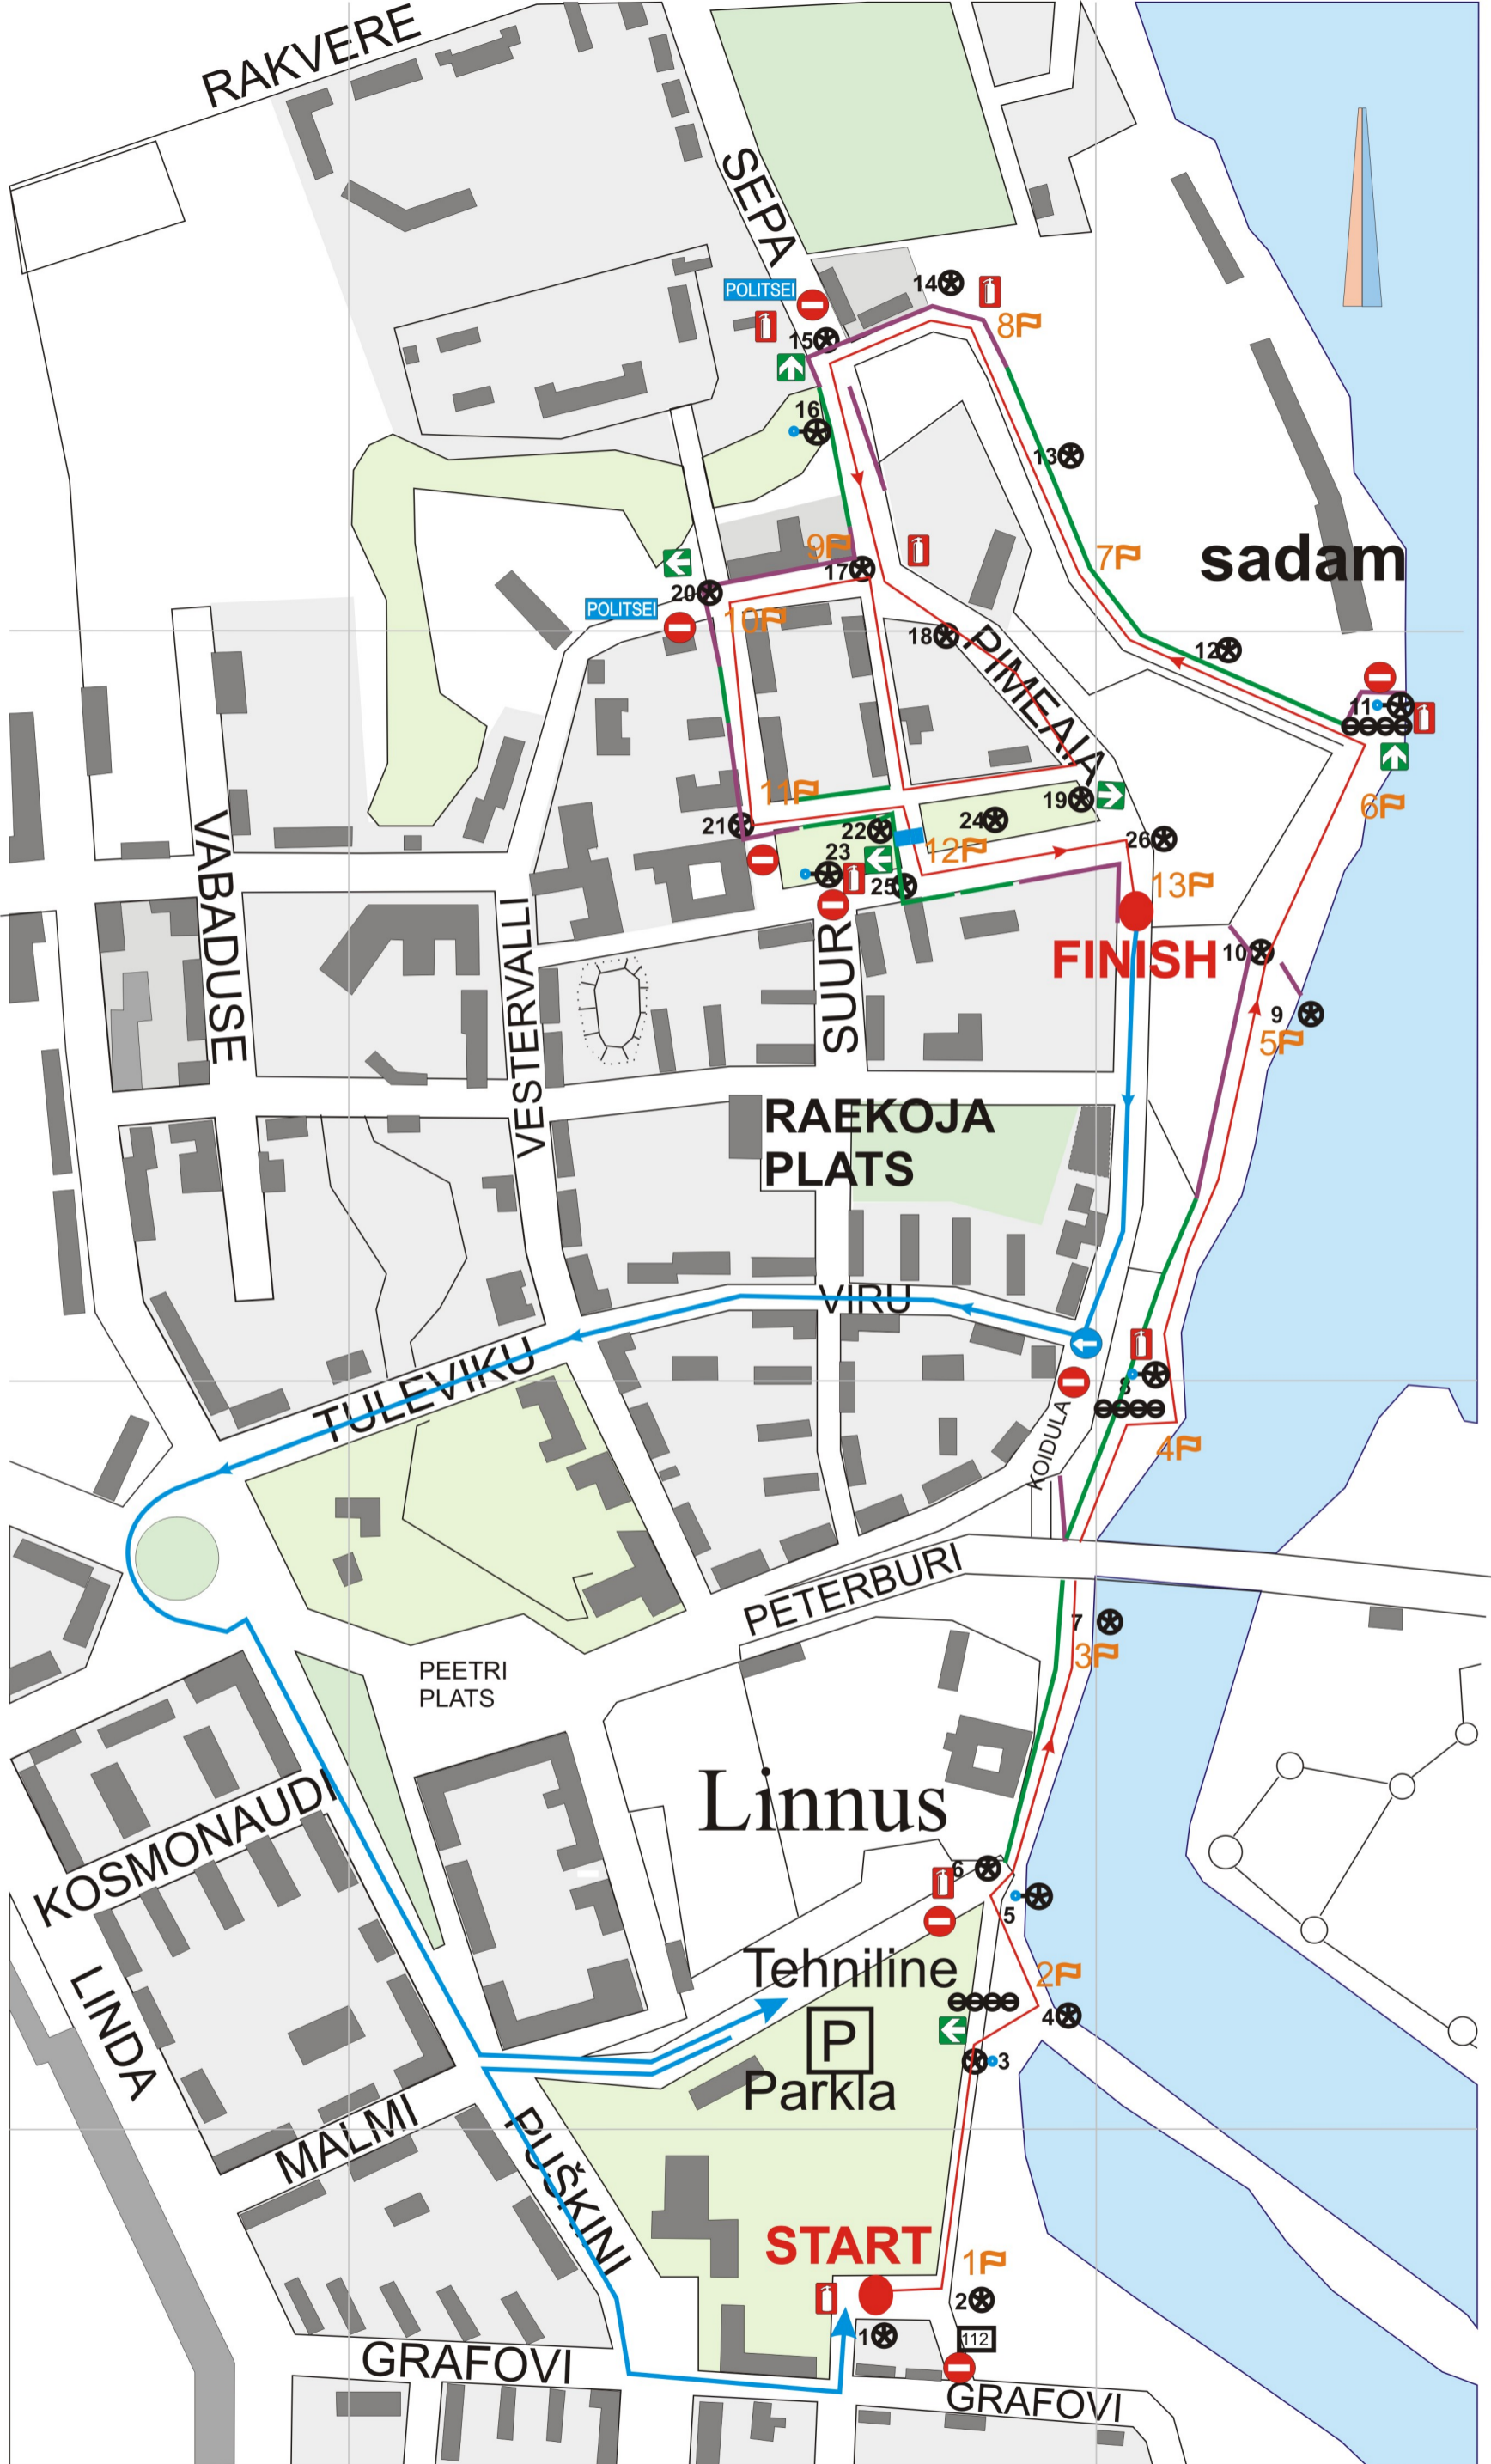 RAKVERE
SEPA
POLITSEI
14
8
15
16
13
sadam
7
9
17
20
POLITSEI
10
18
PIMEAIA
12
11
6
11
19
21
22
24
23
12
26
25
13
VABADUSE
VESTERVALLI
SUUR
FINISH
10
9
5
RAEKOJA
PLATS
VIRU
TULEVIKU
8
KOIDULA
4
PETERBURI
7
3
PEETRI
PLATS
Linnus
KOSMONAUDI
6
5
LINDA
Tehniline
2
4
P
3
Parkla
MALMI
PUŠKINI
START
1
2
1
112
GRAFOVI
GRAFOVI